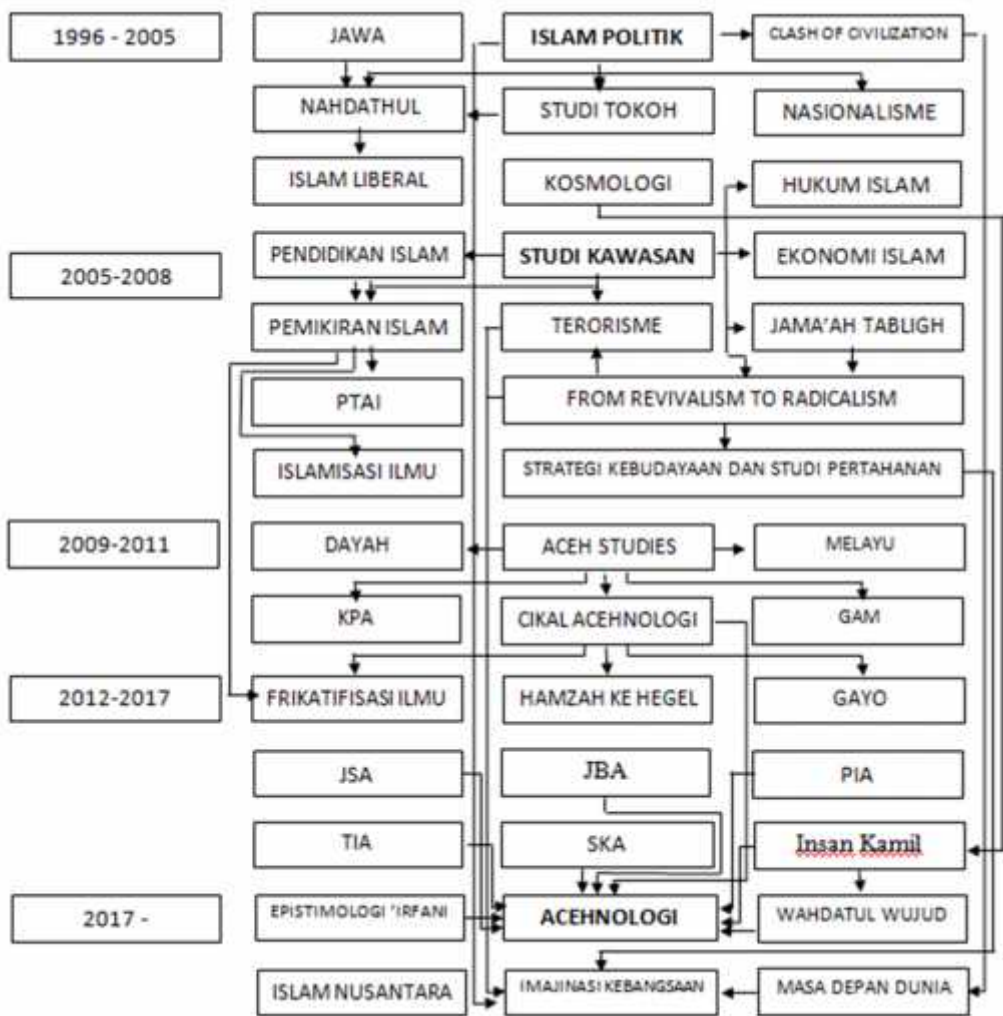 1996 - 2005
JAWA
ISLAM POLITIK
CLASH OF CIVILIZATION
NAHDATHUL
STUDI TOKOH
NASIONALISME
ISLAM LIBERAL
KOSMOLOGI
HUKUM ISLAM
2005-2008
PENDIDIKAN ISLAM
STUDI KAWASAN
EKONOMI ISLAM
PEMIKIRAN ISLAM
TERORISME
JAMA'AH TABLIGH
PTAI
FROM REVIVALISM TO RADICALISM
ISLAMISASI ILMU
STRATEGI KEBUDAYAAN DAN STUDI PERTAHANAN
2009-2011
DAYAH
ACEH STUDIES
MELAYU
KPA
CIKAL ACEHNOLOGI
GAM
2012-2017
FRIKATIFISASI ILMU
HAMZAH KE HEGEL
GAYO
JSA
JBA
PIA
TIA
SKA
Insan Kamil
2017 -
EPISTIMOLOGI 'IRFANI
ACEHNOLOGI
WAHDATUL WUJUD
ISLAM NUSANTARA
IMAJINASI KEBANGSAAN
MASA DEPAN DUNIA